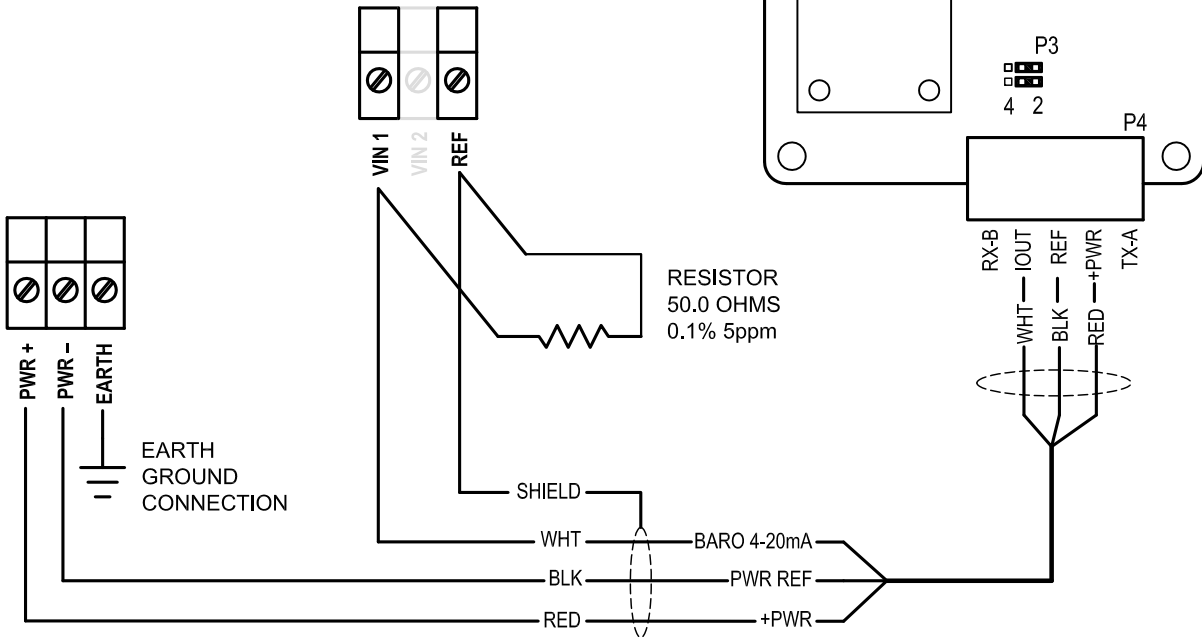 P3
4 2
P4
VIN 1
VIN 2
REF
RX-B
IOUT
REF
+PWR
TX-A
RESISTOR
50.0 OHMS
0.1% 5ppm
WHT
BLK
RED
PWR +
PWR -
EARTH
EARTH
GROUND
CONNECTION
SHIELD
WHT
BARO 4-20mA
BLK
PWR REF
RED
+PWR